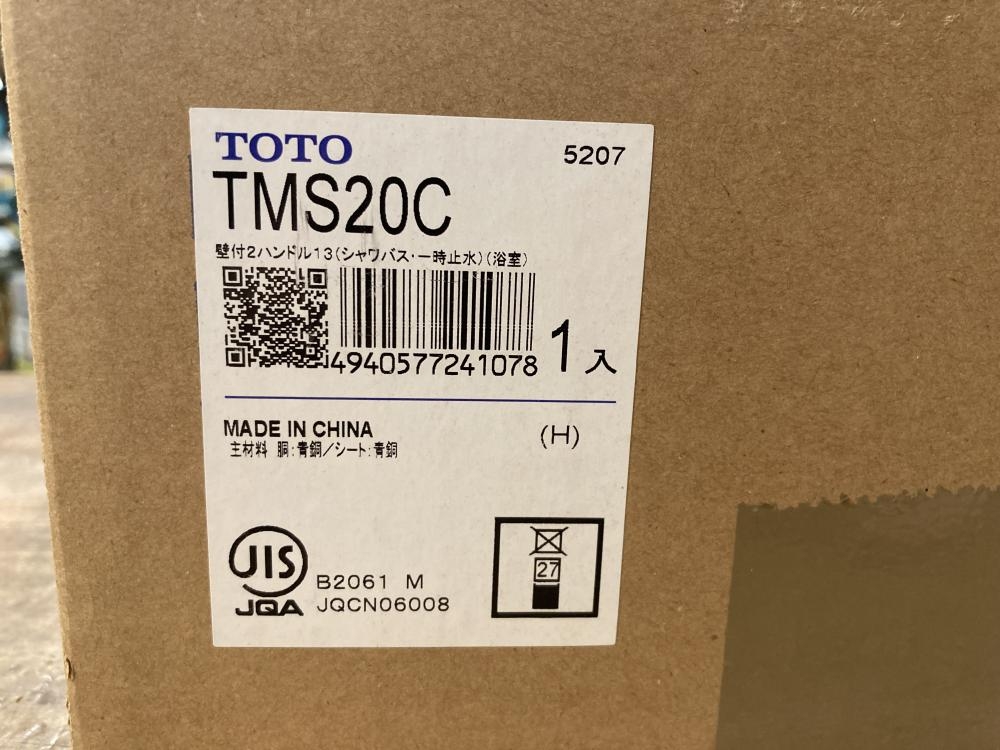 TOTO
5207
TMS20C
壁付2ハンドル13(シャワバス・一時止水)(浴室)
4940577241078
1入
MADE IN CHINA
(H)
主材料 胴:青銅/シート:青銅
JIS
JQA
B2061 M
JQCN06008
27